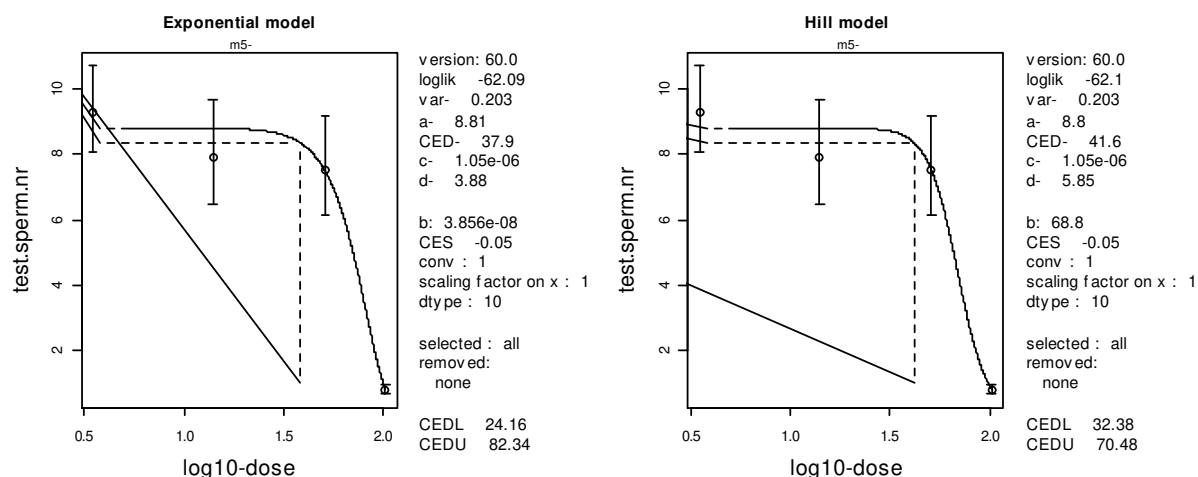 Exponential model
m5-
version: 60.0
loglik -62.09
var- 0.203
a- 8.81
CED- 37.9
c- 1.05e-06
d- 3.88
b: 3.856e-08
CES -0.05
conv : 1
scaling factor on x : 1
dtype : 10
selected : all
removed:
none
CEDL 24.16
CEDU 82.34
test.sperm.nr
10
8
6
4
2
0.5 1.0 1.5 2.0
log10-dose
Hill model
m5-
version: 60.0
loglik -62.1
var- 0.203
a- 8.8
CED- 41.6
c- 1.05e-06
d- 5.85
b: 68.8
CES -0.05
conv : 1
scaling factor on x : 1
dtype : 10
selected : all
removed:
none
CEDL 32.38
CEDU 70.48
test.sperm.nr
10
8
6
4
2
0.5 1.0 1.5 2.0
log10-dose